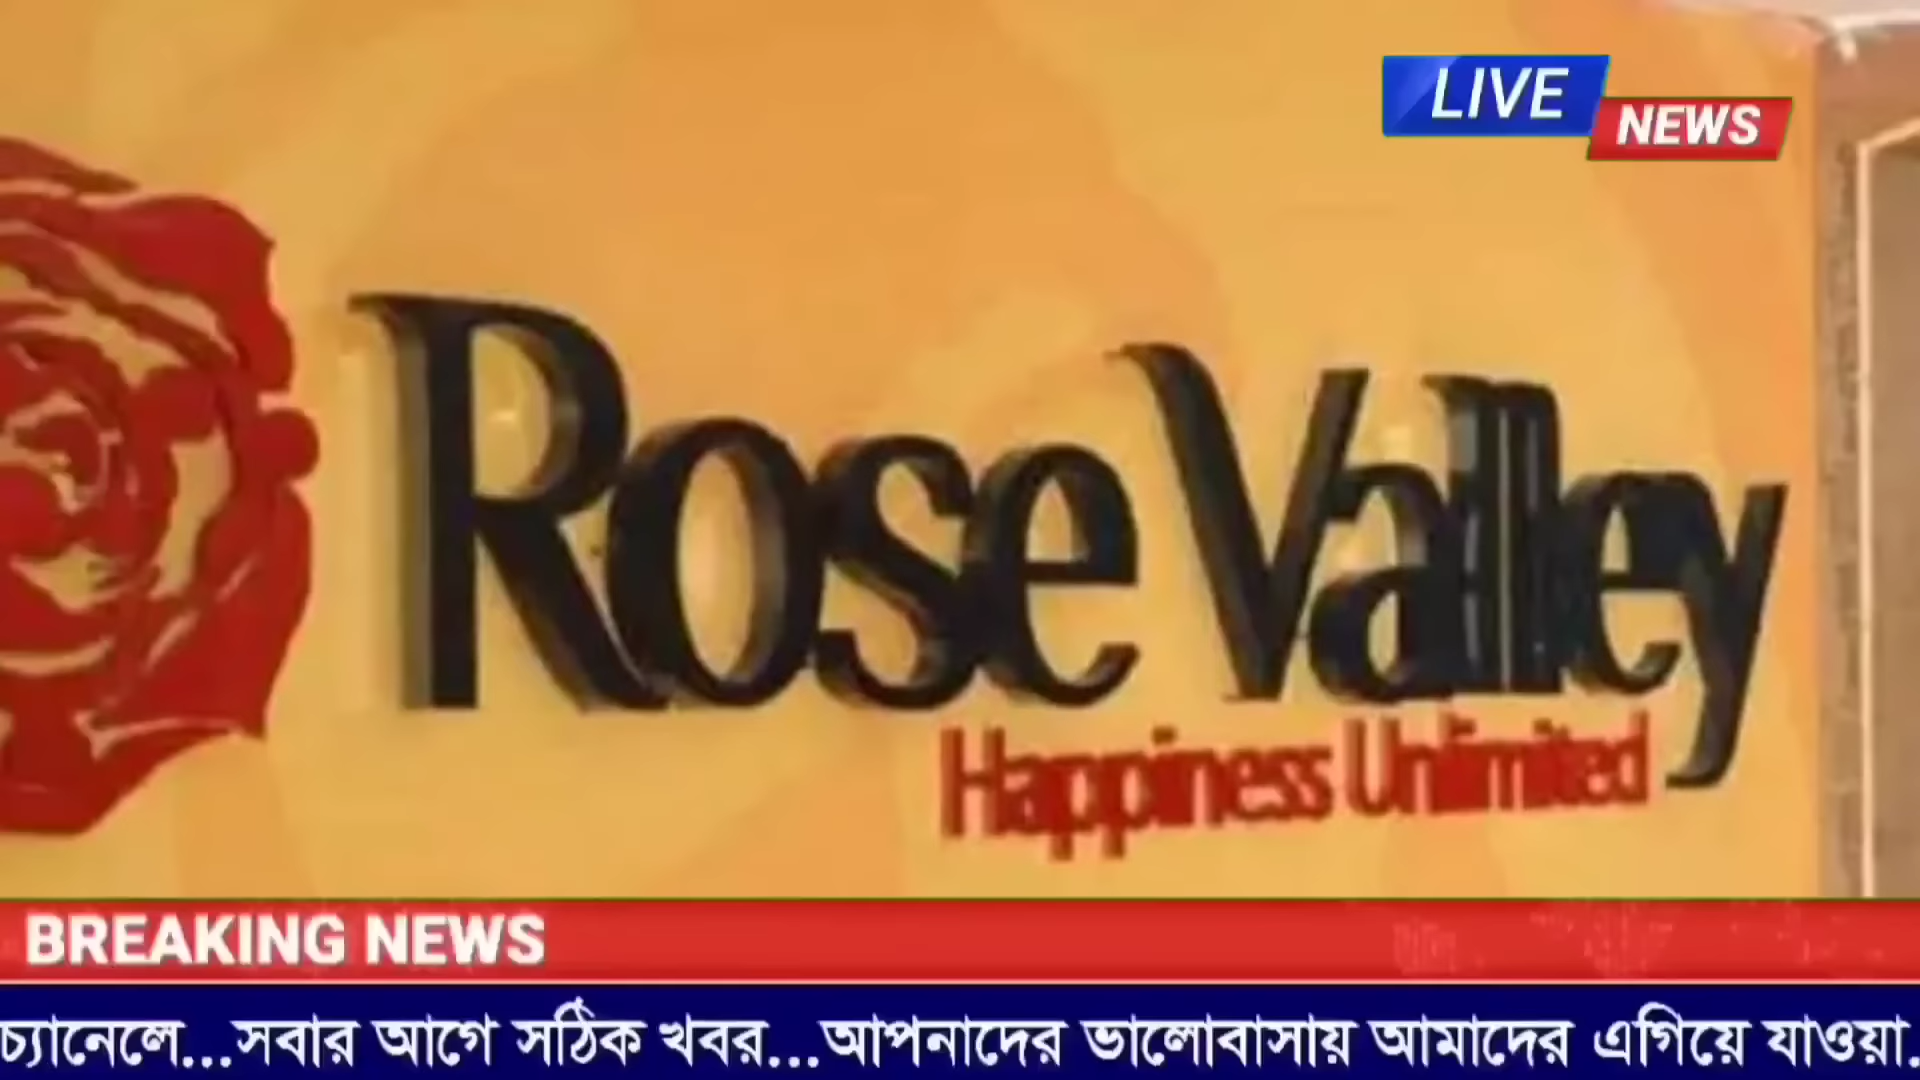 LIVE
NEWS
Rose Valley
Happiness Unlimited
BREAKING NEWS
চ্যানেলে...সবার আগে সঠিক খবর...আপনাদের ভালোবাসায় আমাদের এগিয়ে যাওয়া.